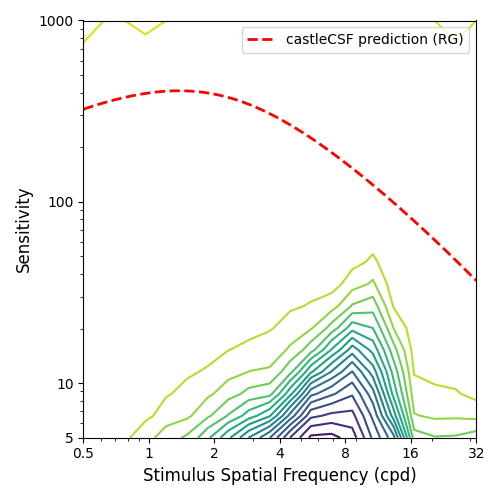 1000
castleCSF prediction (RG)
100
10
5
Sensitivity
0.5 1 2 4 8 16 32
Stimulus Spatial Frequency (cpd)